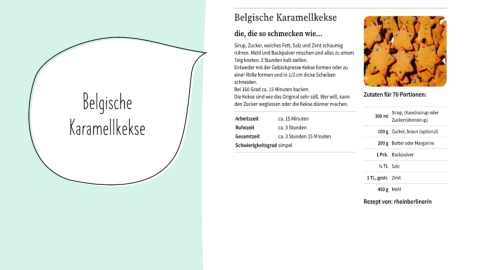 Belgische
Karamellkekse
Belgische Karamellkekse
die, die so schmecken wie...
Sirup, Zucker, weiches Fett, Salz und Zimt schaumig
rühren. Mehl und Backpulver mischen und alles zu einem
Teig kneten. 3 Stunden kalt stellen.
Entweder mit der Gebäckpresse Kekse formen oder zu
einer Rolle formen und in 1/2 cm dicke Scheiben
schneiden.
Bei 160 Grad ca. 15 Minuten backen.
Die Kekse sind wie das Original sehr süß. Wer will, kann
den Zucker weglassen oder die Kekse dünner machen.
Arbeitszeit ca. 15 Minuten
Ruhezeit ca. 3 Stunden
Gesamtzeit ca. 3 Stunden 15 Minuten
Schwierigkeitsgrad simpel
Zutaten für 70 Portionen:
300 ml Sirup, (Kandissirup oder
Zuckerrübensirup)
100 g Zucker, braun (optional)
200 g Butter oder Margarine
1 Pck. Backpulver
½ TL Salz
1 TL, gestr. Zimt
450 g Mehl
Rezept von: rheinberlinerin